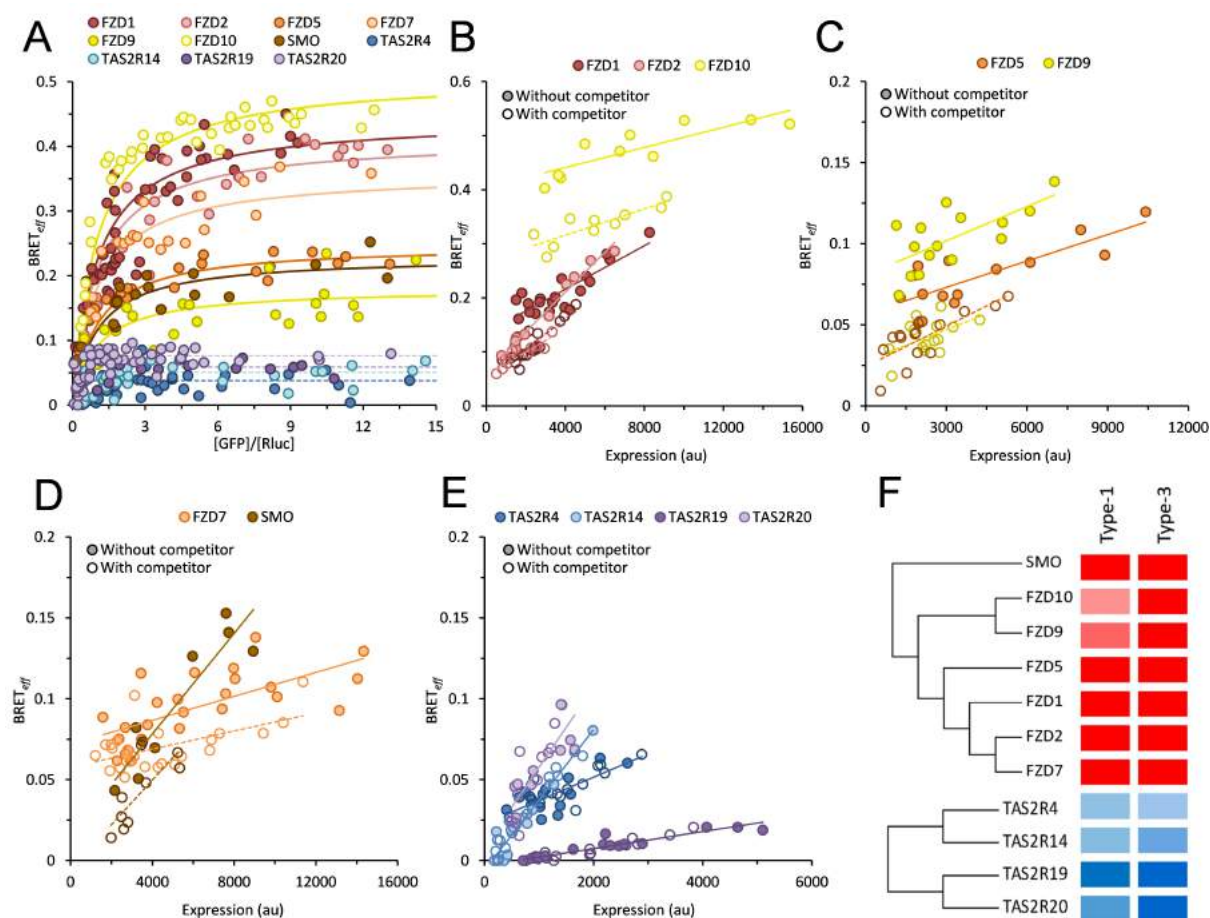 A
FZD1 FZD2 FZD5 FZD7
FZD9 FZD10 SMO TAS2R4
TAS2R14 TAS2R19 TAS2R20
0.5
0.4
0.3
0.2
0.1
0
BRETeff
0 3 6 9 12 15
[GFP]/[Rluc]
B
FZD1 FZD2 FZD10
Without competitor
With competitor
0.6
0.4
0.2
0
BRETeff
0 4000 8000 12000 16000
Expression (au)
C
FZD5 FZD9
Without competitor
With competitor
0.2
0.15
0.1
0.05
0
BRETeff
0 3000 6000 9000 12000
Expression (au)
D
FZD7 SMO
Without competitor
With competitor
0.2
0.15
0.1
0.05
0
BRETeff
0 4000 8000 12000 16000
Expression (au)
E
TAS2R4 TAS2R14 TAS2R19 TAS2R20
Without competitor
With competitor
0.2
0.15
0.1
0.05
0
BRETeff
0 2000 4000 6000
Expression (au)
F
Type-1
Type-3
SMO
FZD10
FZD9
FZD5
FZD1
FZD2
FZD7
TAS2R4
TAS2R14
TAS2R19
TAS2R20